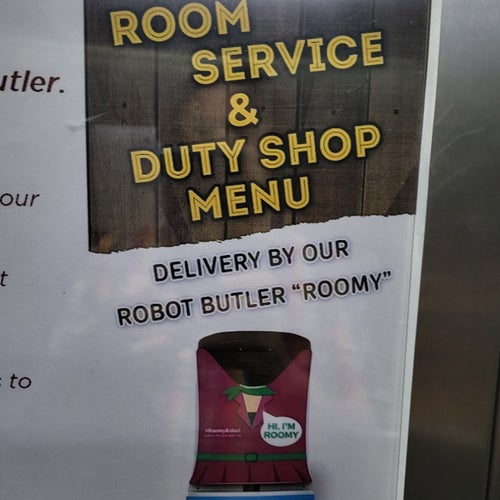 utler.
our
t
s to
ROOM
SERVICE
&
DUTY SHOP
MENU
DELIVERY BY OUR
ROBOT BUTLER "ROOMY"
#RoomyRobot
HI, I'M
ROOMY